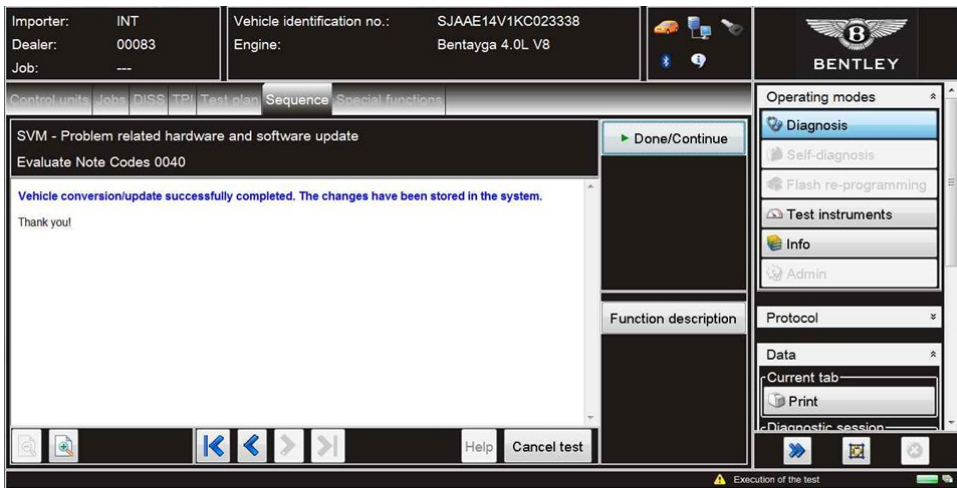 Importer: INT
Dealer: 00083
Job: ---
Vehicle identification no.: SJAAE14V1KC023338
Engine: Bentayga 4.0L V8
B
BENTLEY
Control units Jobs DISS TPI Test plan Sequence Special functions
SVM - Problem related hardware and software update
Evaluate Note Codes 0040
Vehicle conversion/update successfully completed. The changes have been stored in the system.
Thank you!
Done/Continue
Function description
Help
Cancel test
Operating modes
Diagnosis
Self-diagnosis
Flash re-programming
Test instruments
Info
Admin
Protocol
Data
Current tab
Print
Diagnostic session
Execution of the test